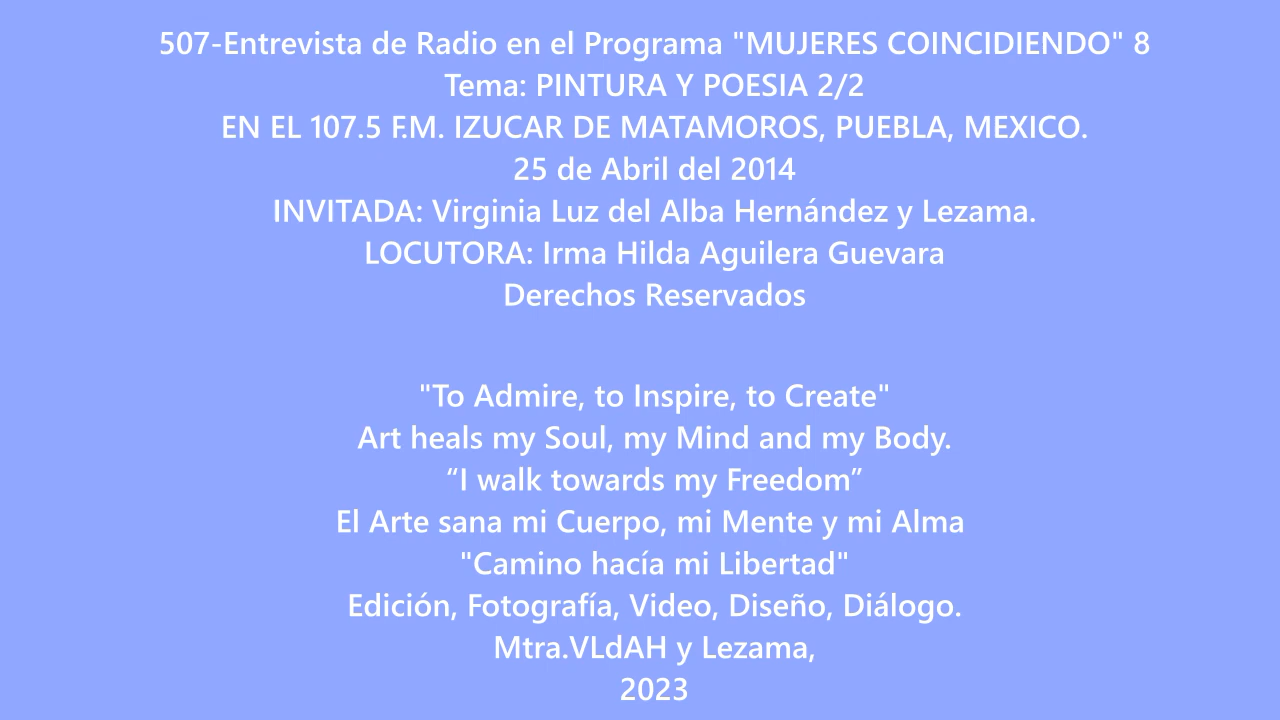 507-Entrevista de Radio en el Programa "MUJERES COINCIDIENDO" 8
Tema: PINTURA Y POESIA 2/2
EN EL 107.5 F.M. IZUCAR DE MATAMOROS, PUEBLA, MEXICO.
25 de Abril del 2014
INVITADA: Virginia Luz del Alba Hernández y Lezama.
LOCUTORA: Irma Hilda Aguilera Guevara
Derechos Reservados
"To Admire, to Inspire, to Create"
Art heals my Soul, my Mind and my Body.
“I walk towards my Freedom”
El Arte sana mi Cuerpo, mi Mente y mi Alma
"Camino hacía mi Libertad"
Edición, Fotografía, Video, Diseño, Diálogo.
Mtra.VLdAH y Lezama,
2023